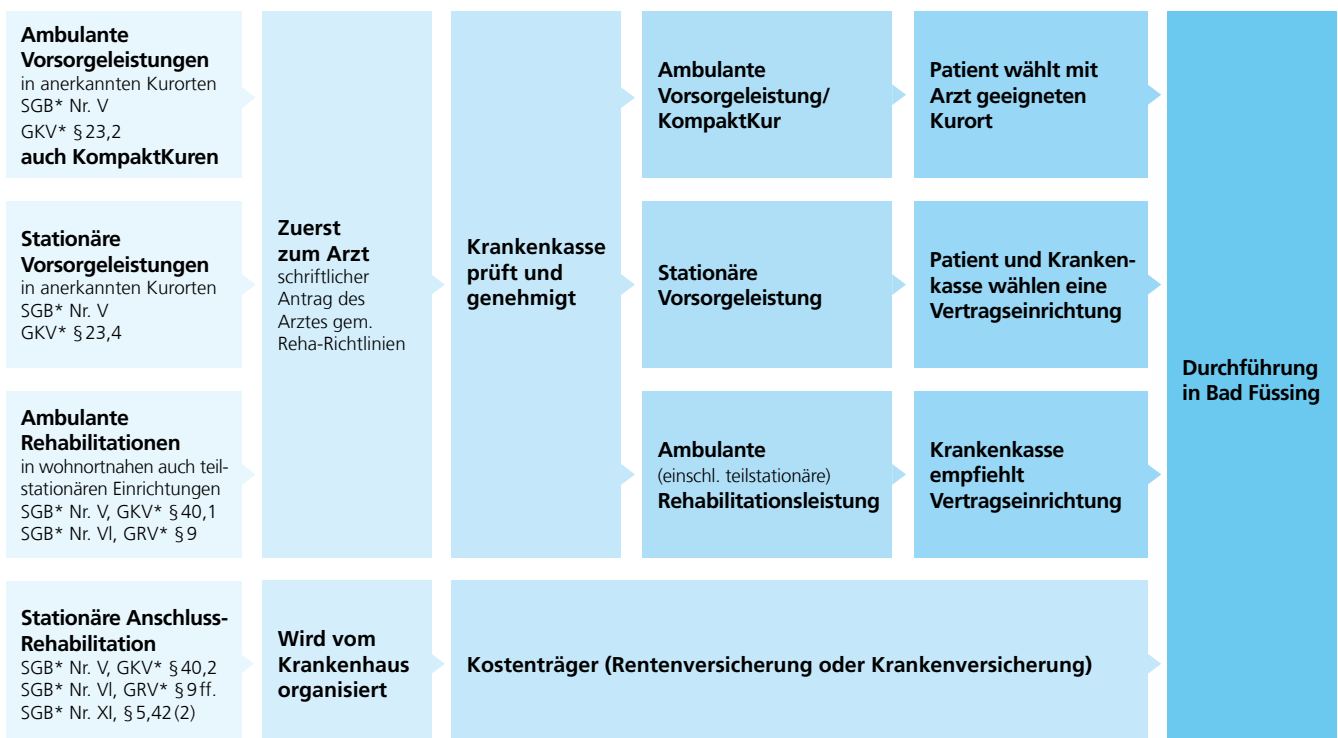 Ambulante
Vorsorgeleistungen
in anerkannten Kurorten
SGB* Nr. V
GKV* § 23,2
auch KompaktKuren
Stationäre
Vorsorgeleistungen
in anerkannten Kurorten
SGB* Nr. V
GKV* § 23,4
Ambulante
Rehabilitationen
in wohnortnahen auch teil-
stationären Einrichtungen
SGB* Nr. V, GKV* § 40,1
SGB* Nr. Vl, GRV* § 9
Zuerst
zum Arzt
schriftlicher
Antrag des
Arztes gem.
Reha-Richtlinien
Krankenkasse
prüft und
genehmigt
Ambulante
Vorsorgeleistung/
KompaktKur
Patient wählt mit
Arzt geeigneten
Kurort
Stationäre
Vorsorgeleistung
Patient und Kranken-
kasse wählen eine
Vertragseinrichtung
Ambulante
(einschl. teilstationäre)
Rehabilitationsleistung
Krankenkasse
empfiehlt
Vertragseinrichtung
Stationäre Anschluss-
Rehabilitation
SGB* Nr. V, GKV* § 40,2
SGB* Nr. Vl, GRV* § 9 ff.
SGB* Nr. XI, § 5,42 (2)
Wird vom
Krankenhaus
organisiert
Kostenträger (Rentenversicherung oder Krankenversicherung)
Durchführung
in Bad Füssing